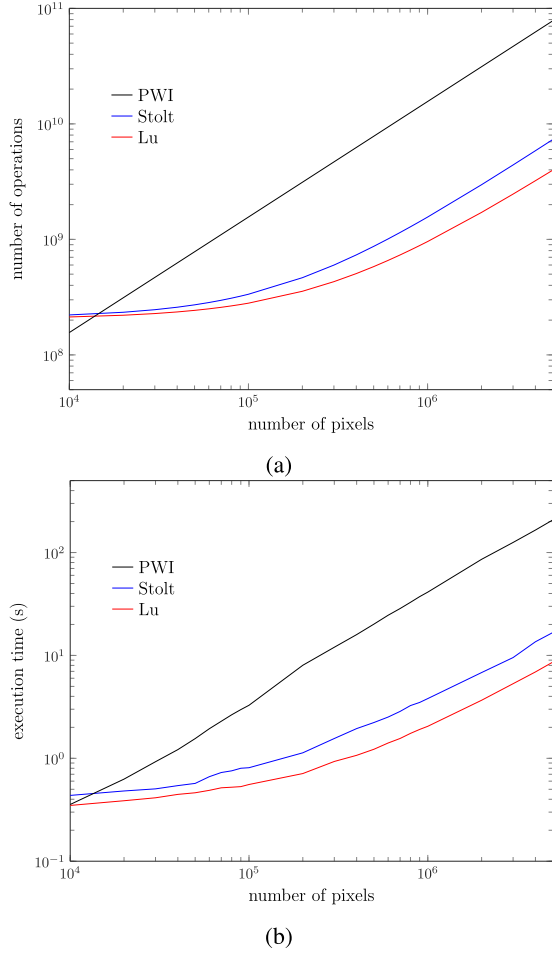 10^11
10^10
10^9
10^8
number of operations
PWI
Stolt
Lu
10^4
10^5
10^6
number of pixels
(a)
10^2
10^1
10^0
10^−1
execution time (s)
PWI
Stolt
Lu
10^4
10^5
10^6
number of pixels
(b)